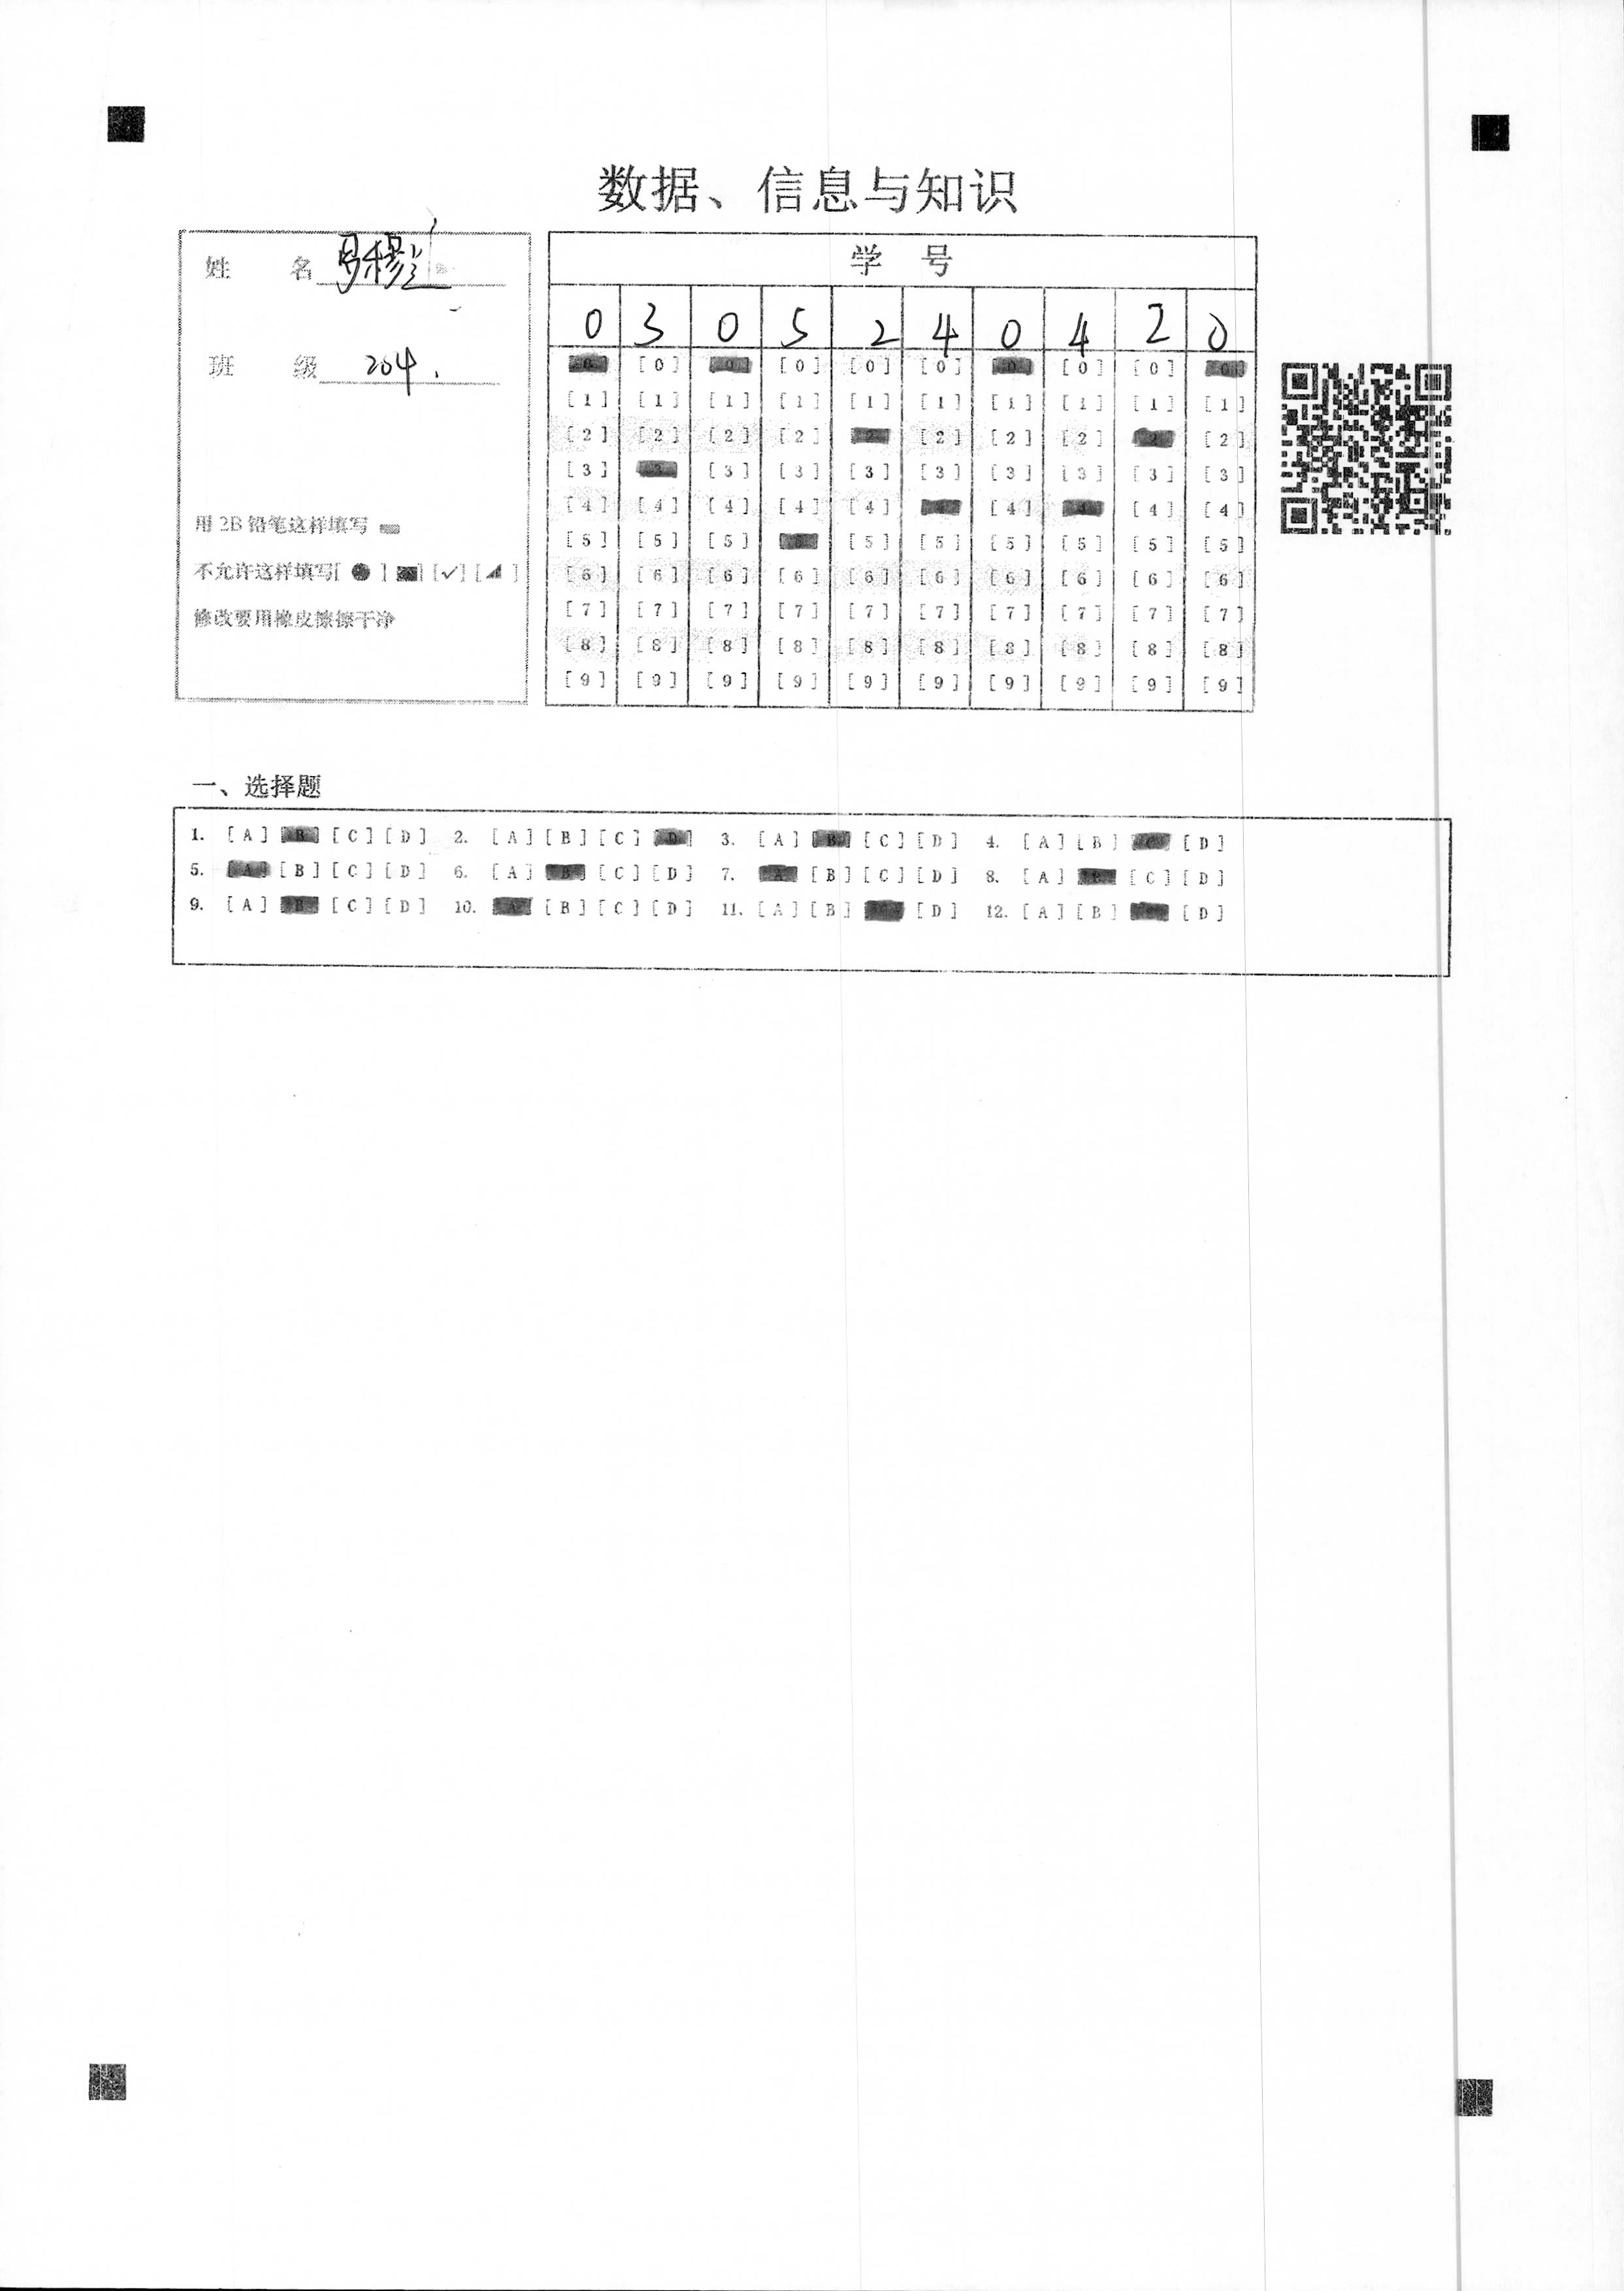 数据、信息与知识
姓 名
班 级 204.
用 2B 铅笔这样填写
不允许这样填写[ ● ] [■] [✓] [◢ ]
修改要用橡皮擦擦干净
学 号
0 3 0 5 2 4 0 4 2 0
[0] [0] [0] [0] [0] [0] [0] [0] [0] [0]
[1] [1] [1] [1] [1] [1] [1] [1] [1] [1]
[2] [2] [2] [2] [2] [2] [2] [2] [2] [2]
[3] [3] [3] [3] [3] [3] [3] [3] [3] [3]
[4] [4] [4] [4] [4] [4] [4] [4] [4] [4]
[5] [5] [5] [5] [5] [5] [5] [5] [5] [5]
[6] [6] [6] [6] [6] [6] [6] [6] [6] [6]
[7] [7] [7] [7] [7] [7] [7] [7] [7] [7]
[8] [8] [8] [8] [8] [8] [8] [8] [8] [8]
[9] [9] [9] [9] [9] [9] [9] [9] [9] [9]
一、选择题
1. [A] [B] [C] [D] 2. [A] [B] [C] [D] 3. [A] [B] [C] [D] 4. [A] [B] [C] [D]
5. [A] [B] [C] [D] 6. [A] [B] [C] [D] 7. [A] [B] [C] [D] 8. [A] [B] [C] [D]
9. [A] [B] [C] [D] 10. [A] [B] [C] [D] 11. [A] [B] [C] [D] 12. [A] [B] [C] [D]